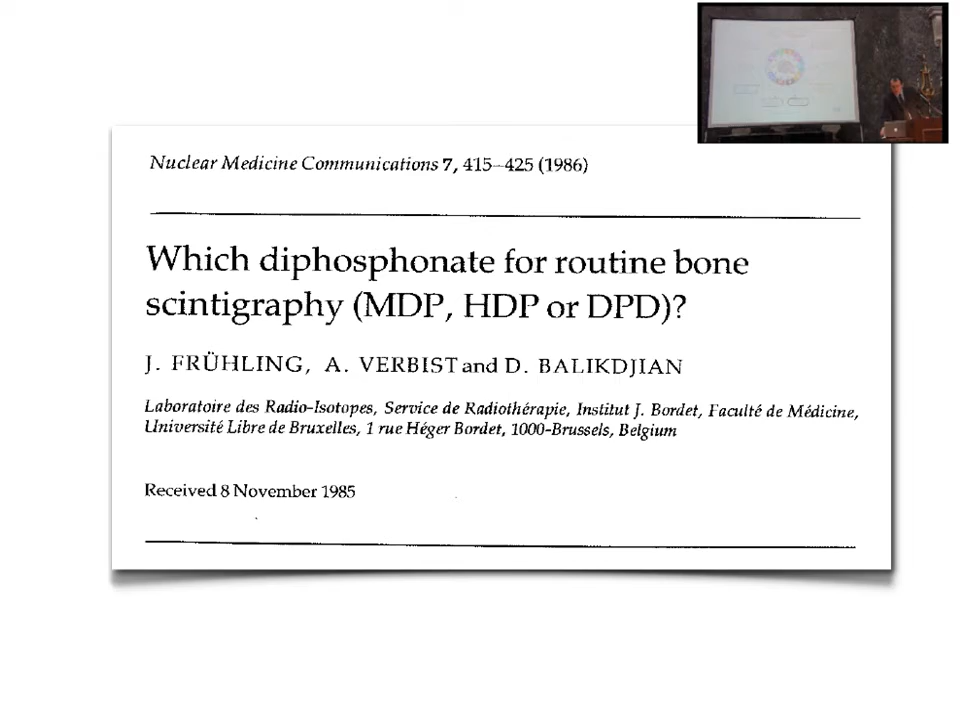 Nuclear Medicine Communications 7, 415–425 (1986)
Which diphosphonate for routine bone
scintigraphy (MDP, HDP or DPD)?
J. FRÜHLING, A. VERBIST and D. BALIKDJIAN
Laboratoire des Radio-Isotopes, Service de Radiothérapie, Institut J. Bordet, Faculté de Médicine,
Université Libre de Bruxelles, 1 rue Héger Bordet, 1000-Brussels, Belgium
Received 8 November 1985